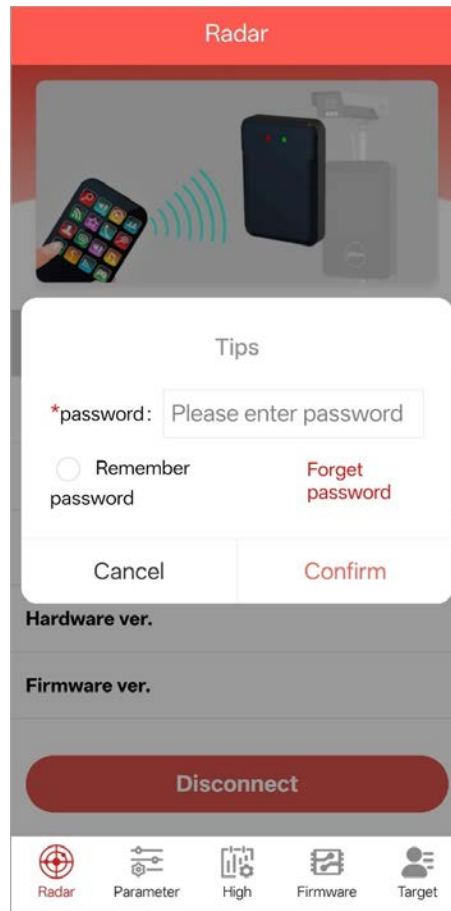 Radar
Tips
*password: Please enter password
Remember password
Forget password
Cancel
Confirm
Hardware ver.
Firmware ver.
Disconnect
Radar
Parameter
High
Firmware
Target